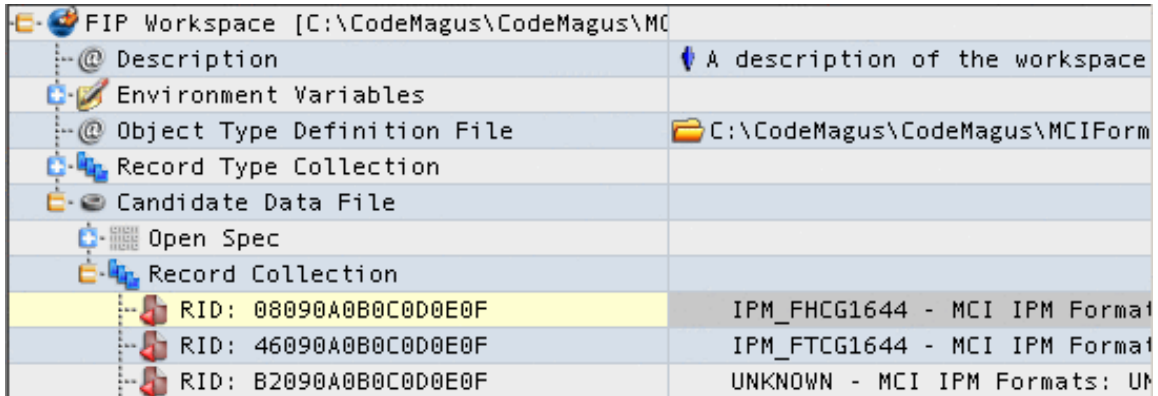 FIP Workspace [C:\CodeMagus\CodeMagus\MC
@ Description A description of the workspace
Environment Variables
@ Object Type Definition File C:\CodeMagus\CodeMagus\MCIForm
Record Type Collection
Candidate Data File
Open Spec
Record Collection
RID: 08090A0B0C0D0E0F IPM_FHCG1644 - MCI IPM Format
RID: 46090A0B0C0D0E0F IPM_FTCG1644 - MCI IPM Format
RID: B2090A0B0C0D0E0F UNKNOWN - MCI IPM Formats: UN